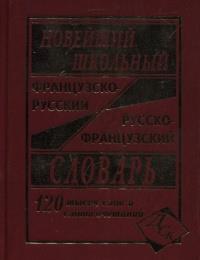 НОВЕЙШИЙ
ШКОЛЬНЫЙ
ФРАНЦУЗСКО-
РУССКИЙ
РУССКО-
ФРАНЦУЗСКИЙ
СЛОВАРЬ
120 тысяч слов и
словосочетаний